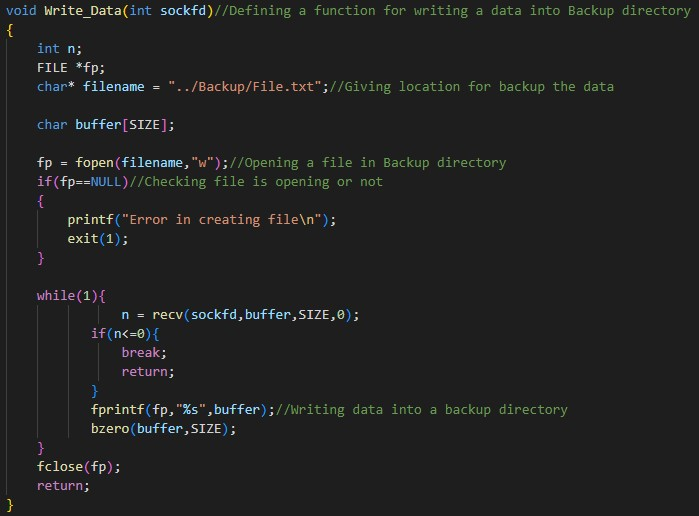 void Write_Data(int sockfd)//Defining a function for writing a data into Backup directory
{
    int n;
    FILE *fp;
    char* filename = "../Backup/File.txt";//Giving location for backup the data

    char buffer[SIZE];

    fp = fopen(filename,"w");//Opening a file in Backup directory
    if(fp==NULL)//Checking file is opening or not
    {
        printf("Error in creating file\n");
        exit(1);
    }

    while(1){
               n = recv(sockfd,buffer,SIZE,0);
           if(n<=0){
               break;
               return;
           }
           fprintf(fp,"%s",buffer);//Writing data into a backup directory
           bzero(buffer,SIZE);
    }
    fclose(fp);
    return;
}